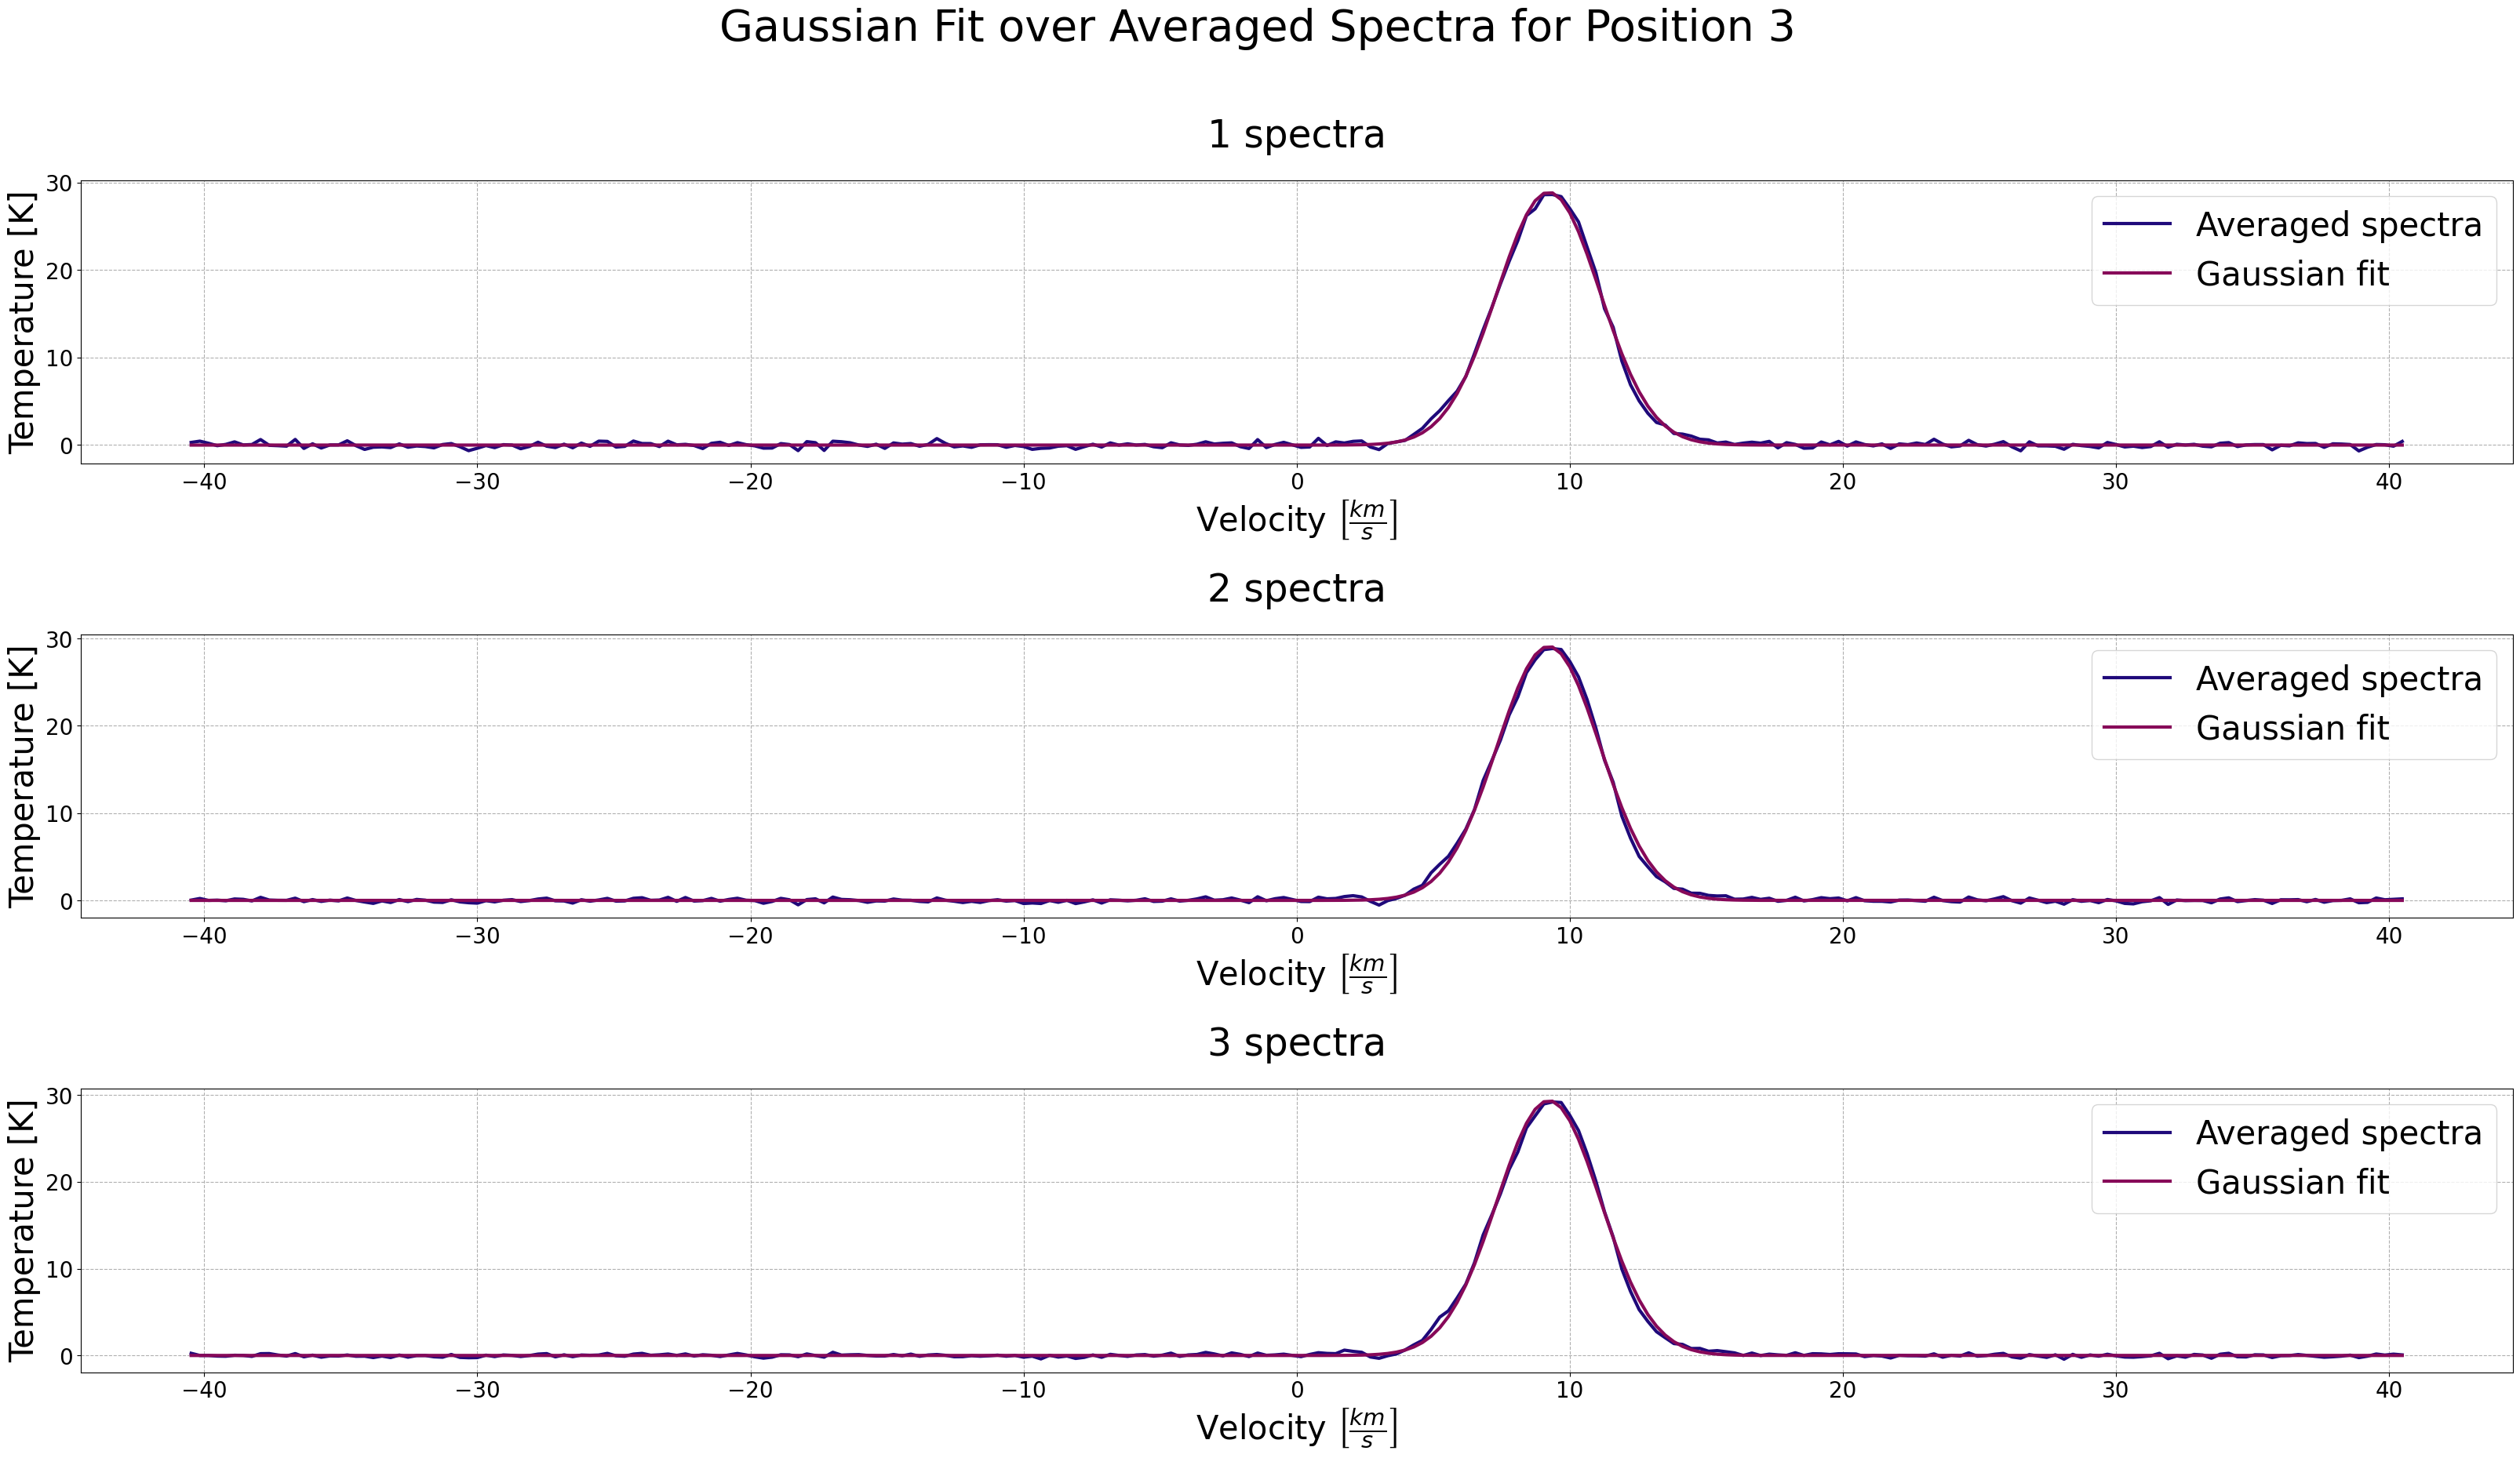 Gaussian Fit over Averaged Spectra for Position 3
1 spectra
Temperature [K]
30
20
10
0
Averaged spectra
Gaussian fit
−40 −30 −20 −10 0 10 20 30 40
Velocity [km/s]
2 spectra
Temperature [K]
30
20
10
0
Averaged spectra
Gaussian fit
−40 −30 −20 −10 0 10 20 30 40
Velocity [km/s]
3 spectra
Temperature [K]
30
20
10
0
Averaged spectra
Gaussian fit
−40 −30 −20 −10 0 10 20 30 40
Velocity [km/s]